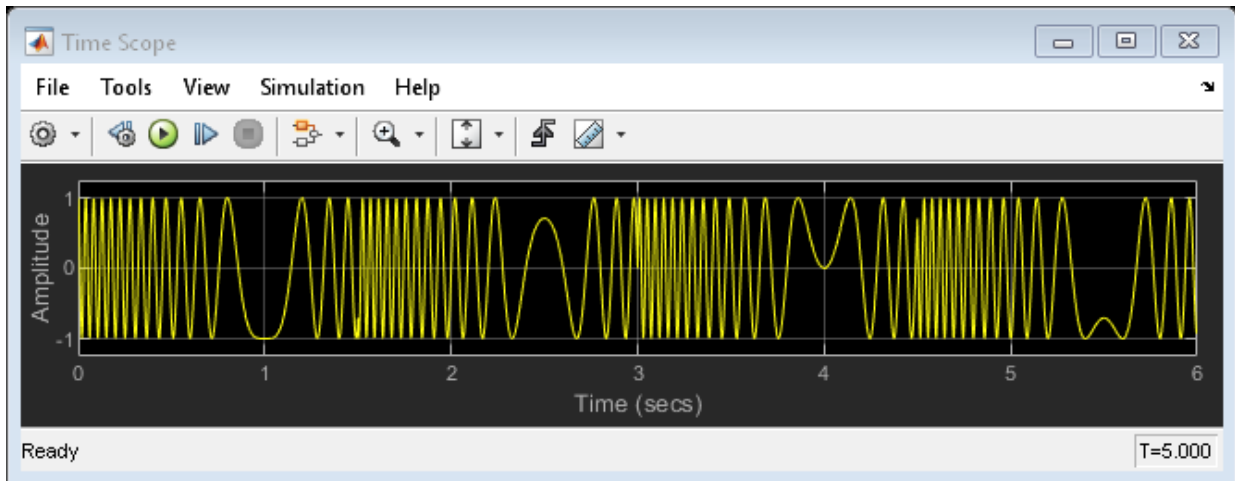 Time Scope
File Tools View Simulation Help
Amplitude
1
0
-1
0 1 2 3 4 5 6
Time (secs)
Ready T=5.000